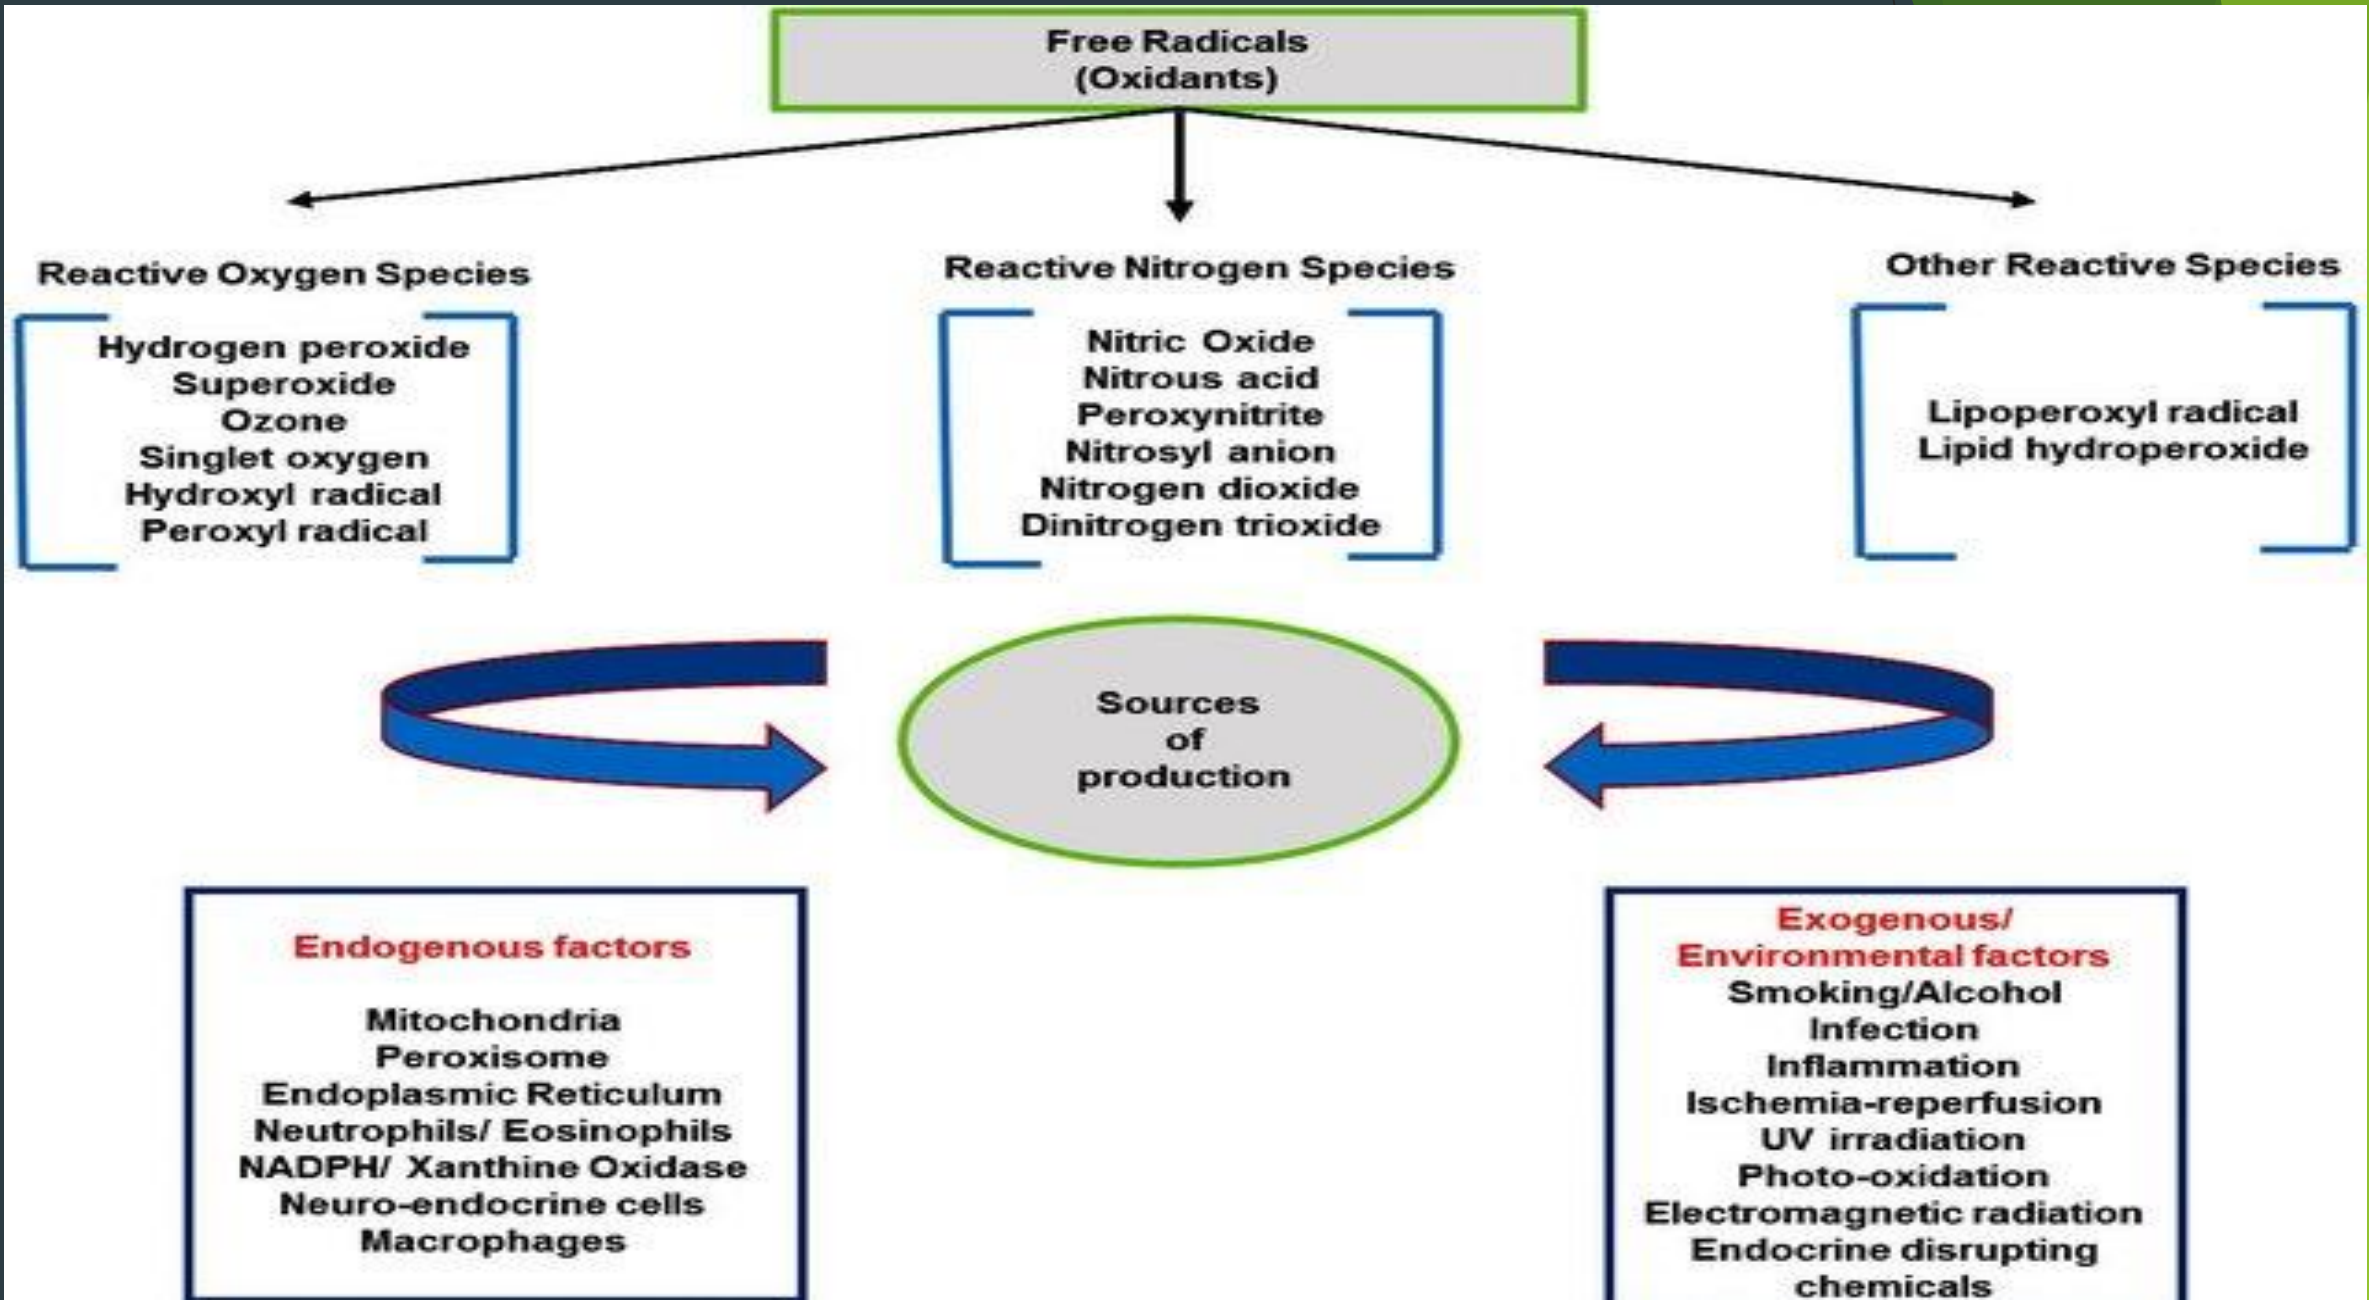 Free Radicals
(Oxidants)
Reactive Oxygen Species
Hydrogen peroxide
Superoxide
Ozone
Singlet oxygen
Hydroxyl radical
Peroxyl radical
Reactive Nitrogen Species
Nitric Oxide
Nitrous acid
Peroxynitrite
Nitrosyl anion
Nitrogen dioxide
Dinitrogen trioxide
Other Reactive Species
Lipoperoxyl radical
Lipid hydroperoxide
Sources
of
production
Endogenous factors
Mitochondria
Peroxisome
Endoplasmic Reticulum
Neutrophils/ Eosinophils
NADPH/ Xanthine Oxidase
Neuro-endocrine cells
Macrophages
Exogenous/
Environmental factors
Smoking/Alcohol
Infection
Inflammation
Ischemia-reperfusion
UV irradiation
Photo-oxidation
Electromagnetic radiation
Endocrine disrupting
chemicals